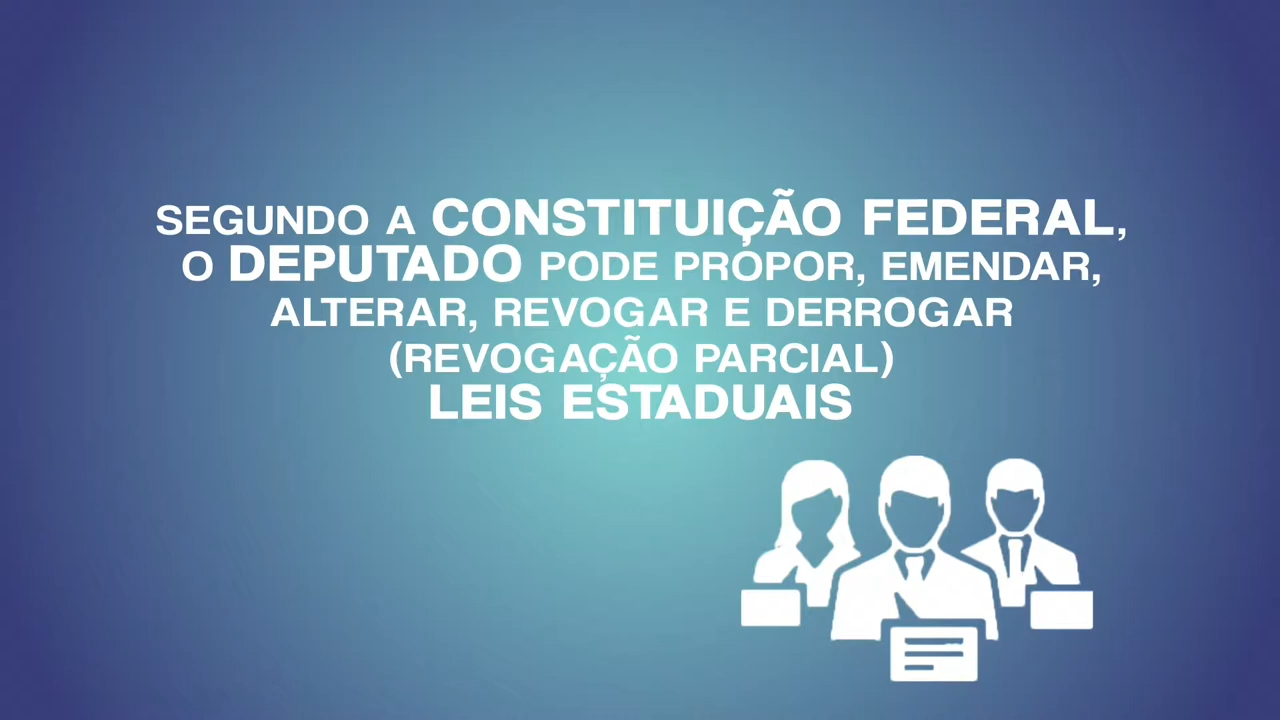 SEGUNDO A CONSTITUIÇÃO FEDERAL,
O DEPUTADO PODE PROPOR, EMENDAR,
ALTERAR, REVOGAR E DERROGAR
(REVOGAÇÃO PARCIAL)
LEIS ESTADUAIS